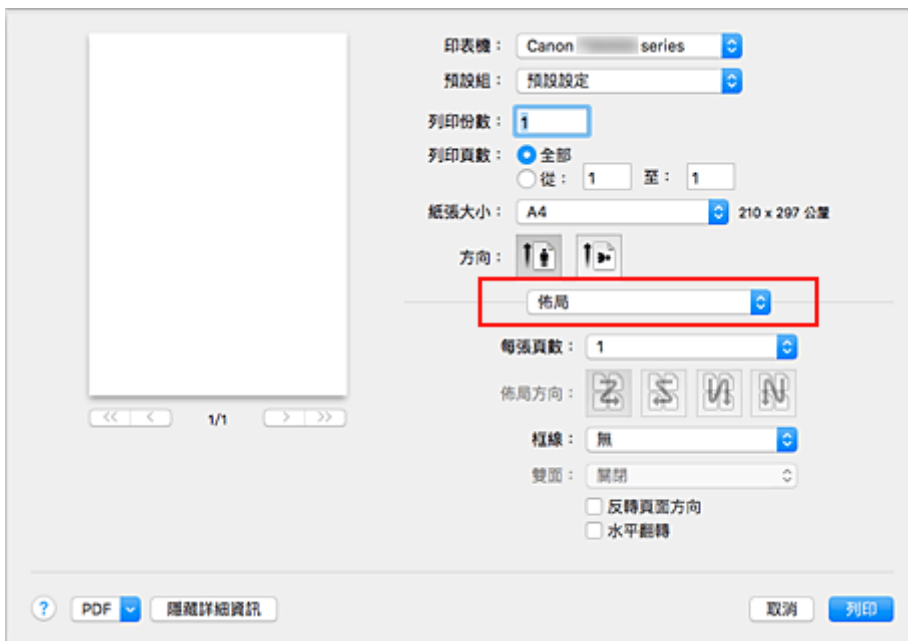 印表機： Canon series
預設組： 預設設定
列印份數： 1
列印頁數： 全部
從： 1 至： 1
紙張大小： A4 210 x 297 公釐
方向：
佈局
每張頁數： 1
佈局方向：
框線： 無
雙面： 關閉
反轉頁面方向
水平翻轉
<< < 1/1 > >>
? PDF 隱藏詳細資訊 取消 列印